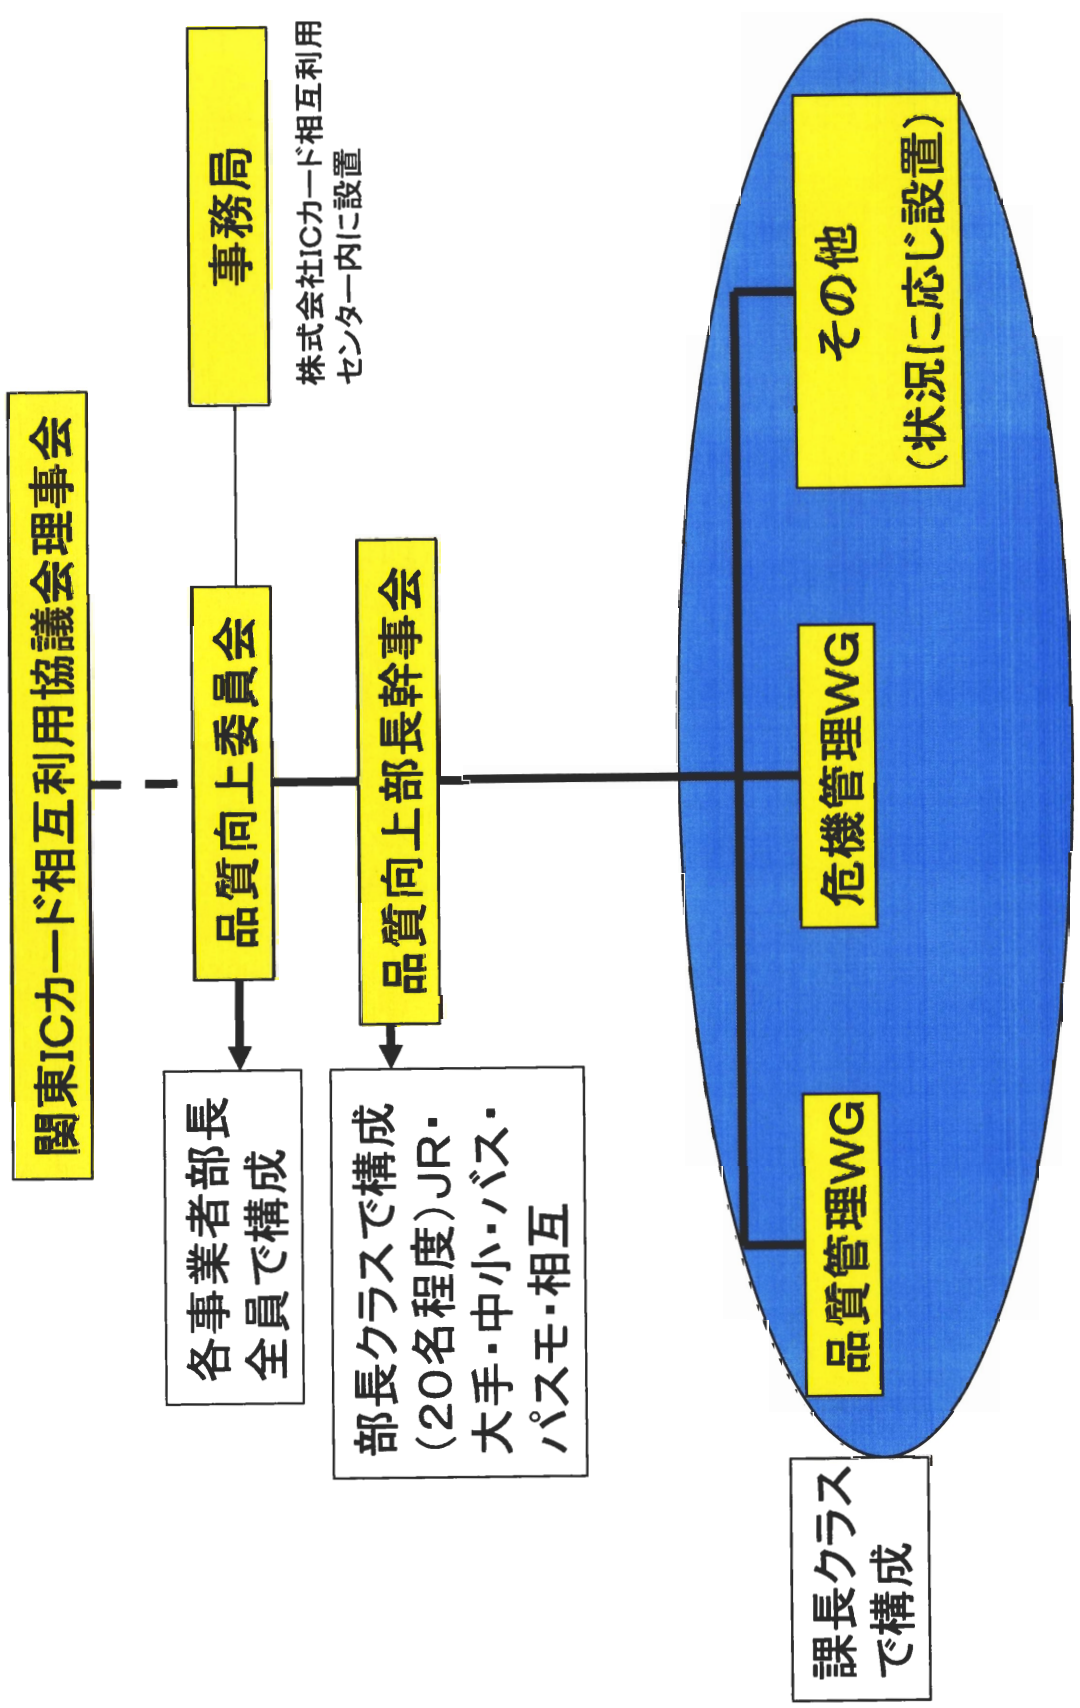 関東ICカード相互利用協議会理事会
品質向上委員会
事務局
株式会社ICカード相互利用
センター内に設置
各事業者部長
全員で構成
品質向上部長幹事会
部長クラスで構成
(20名程度)JR・
大手・中小・バス・
パスモ・相互
課長クラス
で構成
品質管理WG
危機管理WG
その他
(状況に応じ設置)